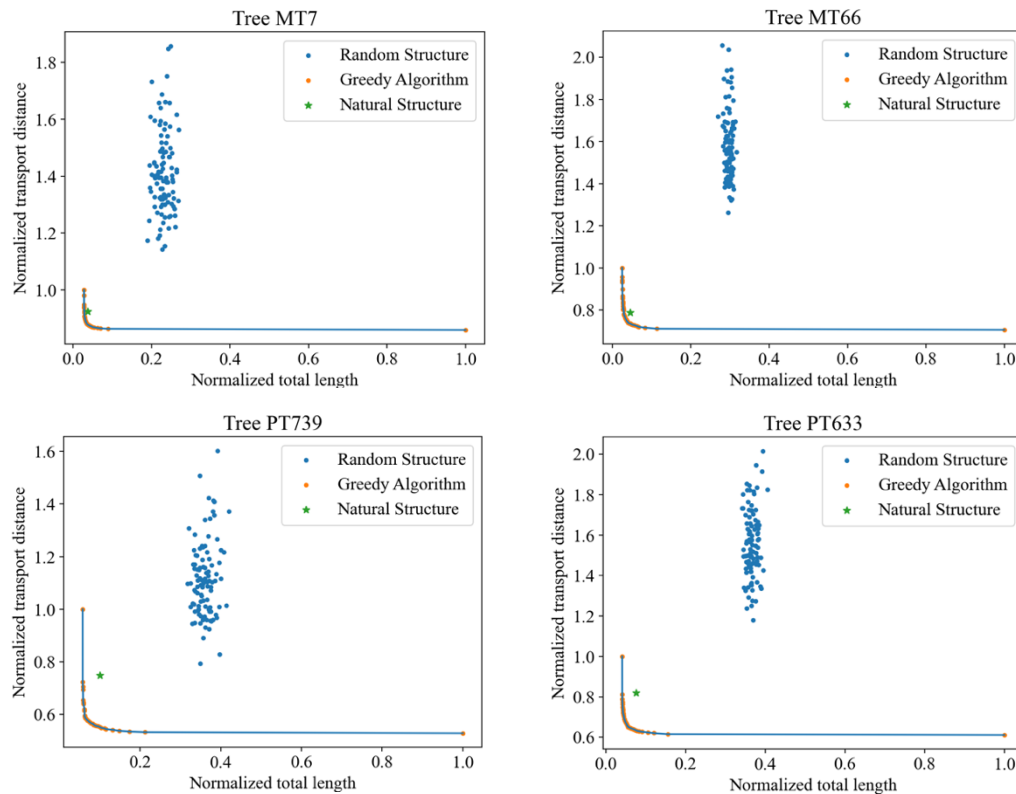 Tree MT7
Normalized transport distance
1.8
1.6
1.4
1.2
1.0
Random Structure
Greedy Algorithm
Natural Structure
0.0 0.2 0.4 0.6 0.8 1.0
Normalized total length
Tree MT66
Normalized transport distance
2.0
1.8
1.6
1.4
1.2
1.0
0.8
Random Structure
Greedy Algorithm
Natural Structure
0.0 0.2 0.4 0.6 0.8 1.0
Normalized total length
Tree PT739
Normalized transport distance
1.6
1.4
1.2
1.0
0.8
0.6
Random Structure
Greedy Algorithm
Natural Structure
0.2 0.4 0.6 0.8 1.0
Normalized total length
Tree PT633
Normalized transport distance
2.0
1.8
1.6
1.4
1.2
1.0
0.8
0.6
Random Structure
Greedy Algorithm
Natural Structure
0.0 0.2 0.4 0.6 0.8 1.0
Normalized total length